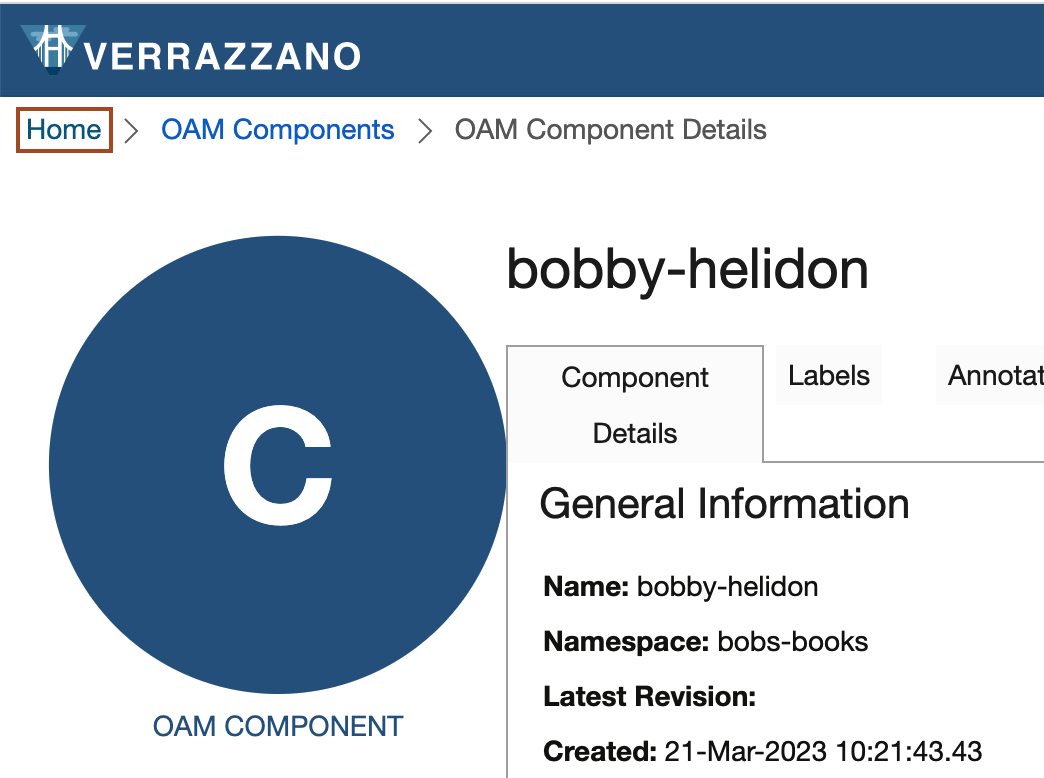 VERRAZZANO
Home > OAM Components > OAM Component Details
bobby-helidon
Component
Details
Labels
Annotat
General Information
Name: bobby-helidon
Namespace: bobs-books
Latest Revision:
Created: 21-Mar-2023 10:21:43.43
C
OAM COMPONENT